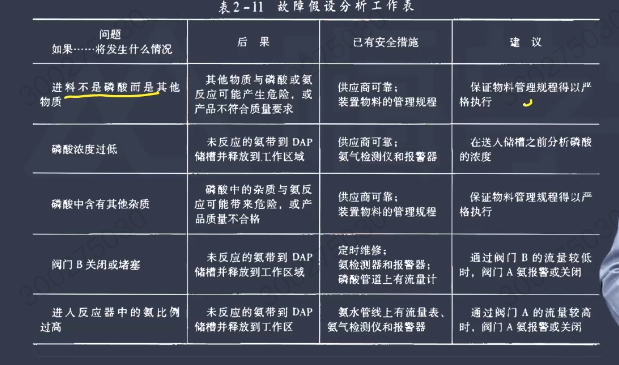 表2-11 故障假设分析工作表
问题
如果……将发生什么情况
后 果
已有安全措施
建 议
进料不是磷酸而是其他
物质
其他物质与磷酸或氨
反应可能产生危险，或
产品不符合质量要求
供应商可靠；
装置物料的管理规程
保证物料管理规程得以严
格执行
磷酸浓度过低
未反应的氨带到 DAP
储槽并释放到工作区域
供应商可靠；
氨气检测仪和报警器
在送入储槽之前分析磷酸
的浓度
磷酸中含有其他杂质
磷酸中的杂质与氨反
应可能带来危险，或产
品质量不合格
供应商可靠；
装置物料的管理规程
保证物料管理规程得以严
格执行
阀门 B 关闭或堵塞
未反应的氨带到 DAP
储槽并释放到工作区域
定时维修；
氨检测器和报警器；
磷酸管道上有流量计
通过阀门 B 的流量较低
时，阀门 A 氨报警或关闭
进入反应器中的氨比例
过高
未反应的氨带到 DAP
储槽并释放到工作区
氨水管线上有流量表、
氨气检测仪和报警器
通过阀门 A 的流量较高
时，阀门 A 氨报警或关闭